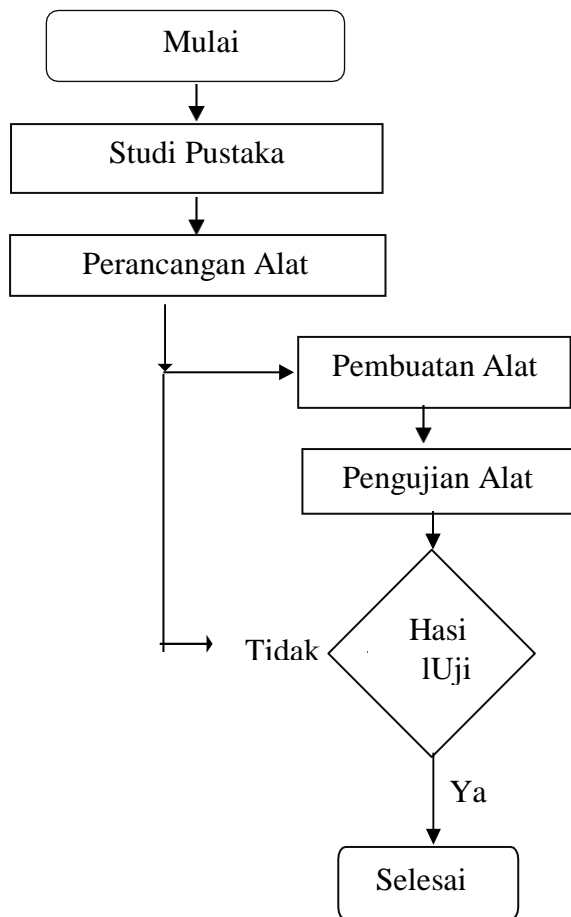 Mulai
Studi Pustaka
Perancangan Alat
Pembuatan Alat
Pengujian Alat
Hasi
lUji
Tidak
Ya
Selesai